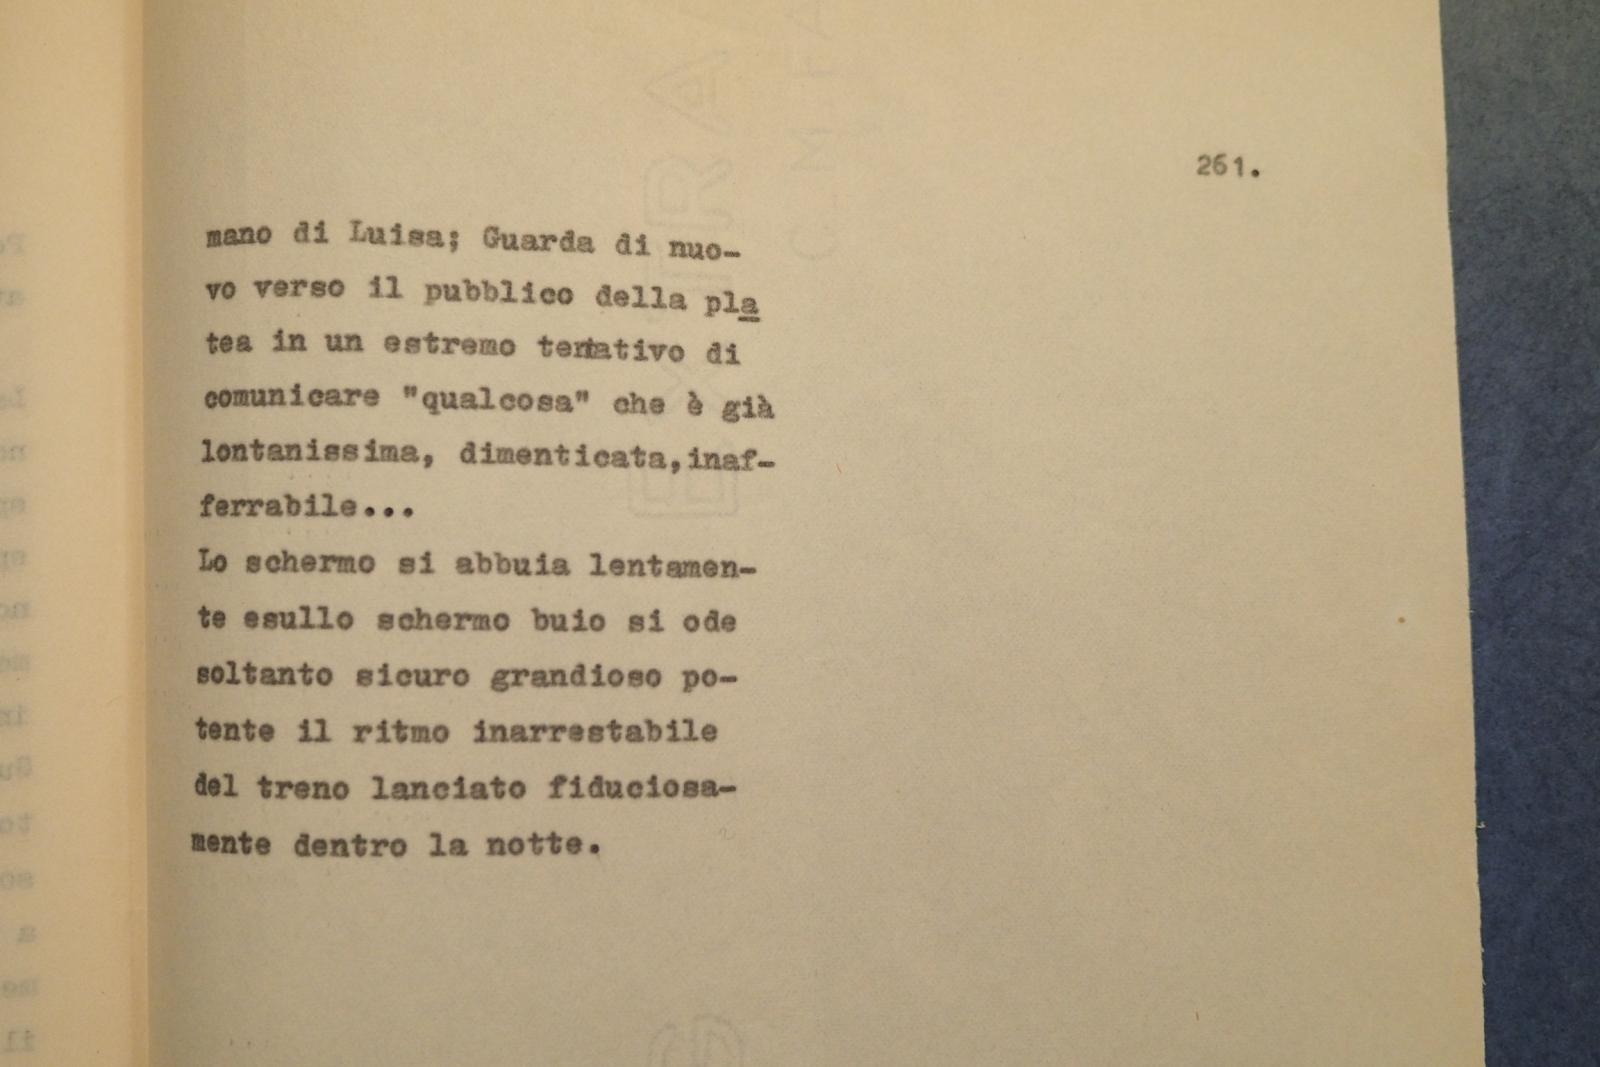 261.
mano di Luisa; Guarda di nuo-
vo verso il pubblico della pla
tea in un estremo tentativo di
comunicare "qualcosa" che è già
lontanissima, dimenticata,inaf-
ferrabile...
Lo schermo si abbuia lentamen-
te esullo schermo buio si ode
soltanto sicuro grandioso po-
tente il ritmo inarrestabile
del treno lanciato fiduciosa-
mente dentro la notte.